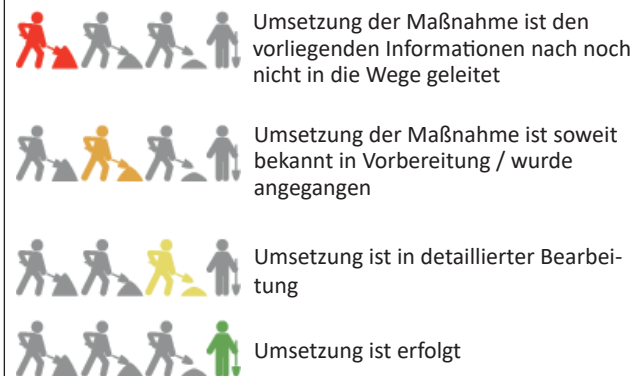 Umsetzung der Maßnahme ist den
vorliegenden Informationen nach noch
nicht in die Wege geleitet
Umsetzung der Maßnahme ist soweit
bekannt in Vorbereitung / wurde
angegangen
Umsetzung ist in detaillierter Bearbei-
tung
Umsetzung ist erfolgt